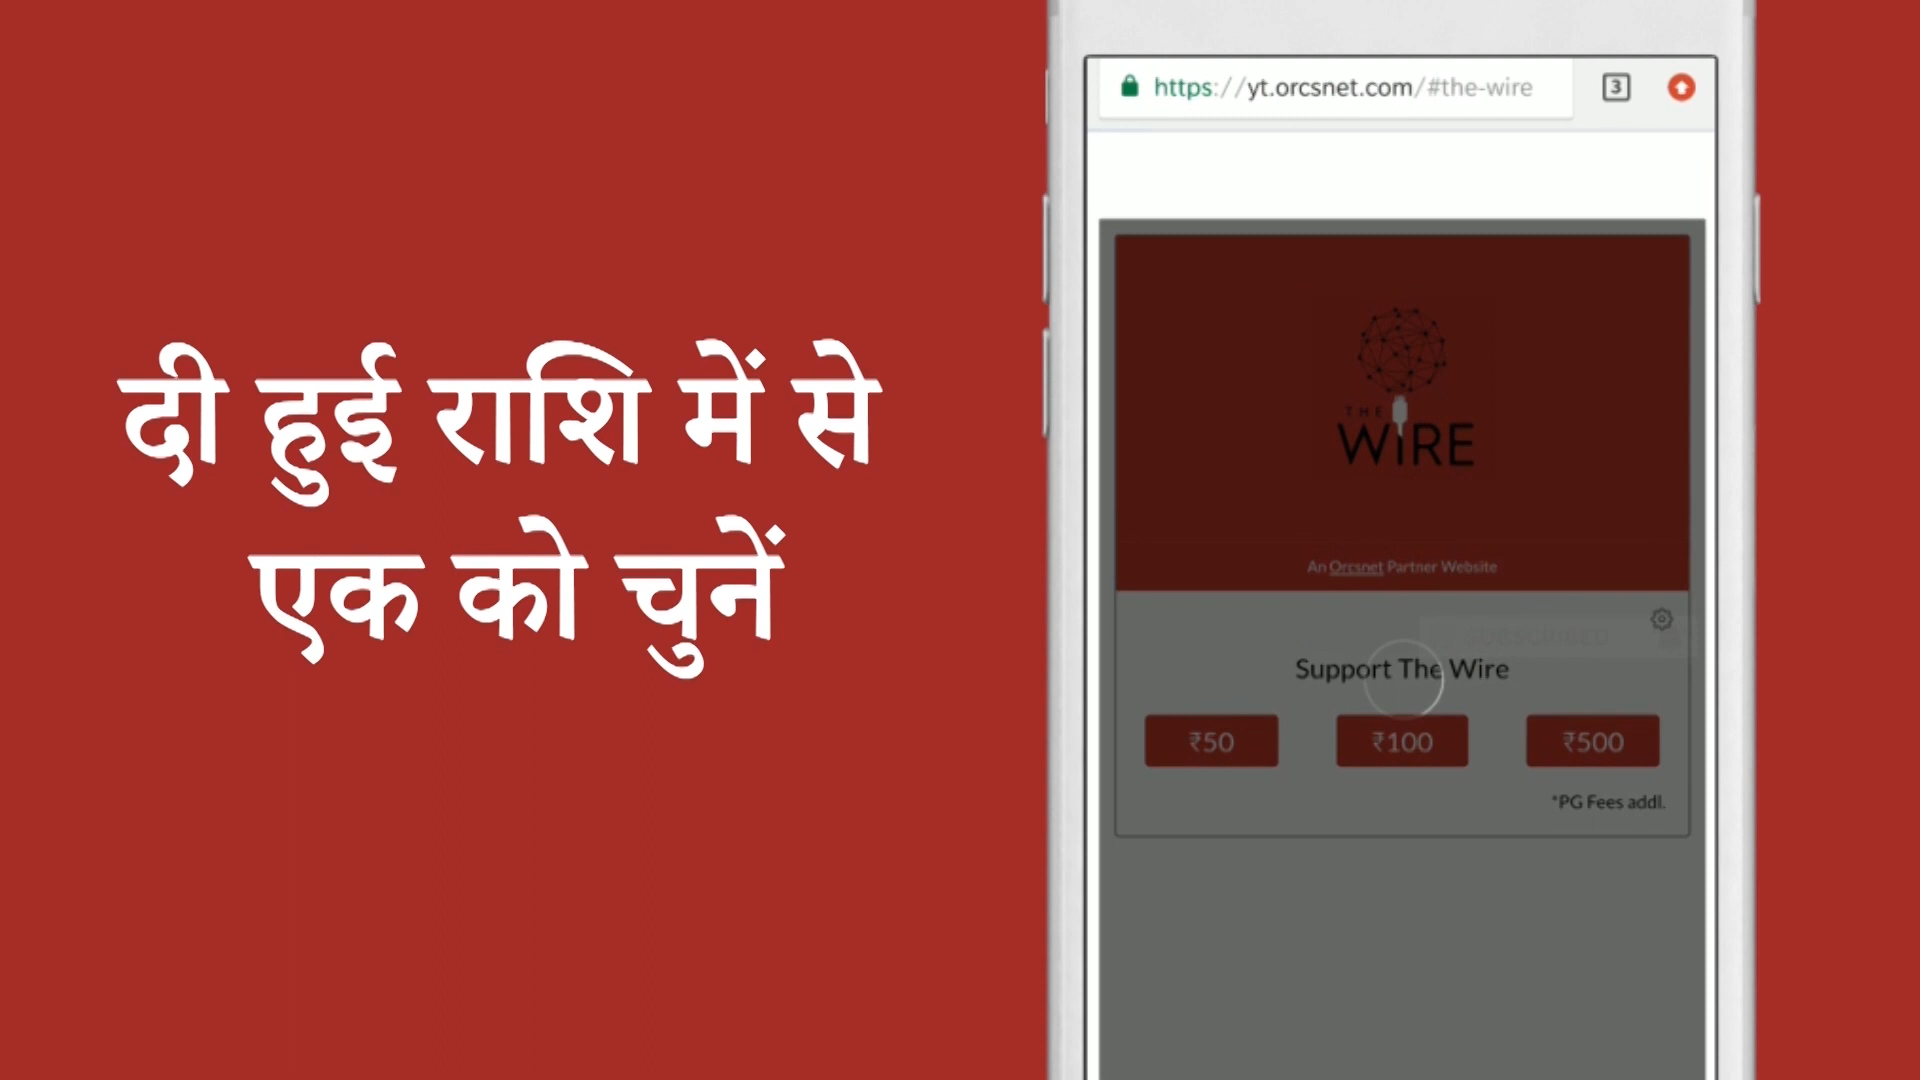 दी हुई राशि में से
एक को चुनें
https://yt.orcsnet.com/#the-wire
3
THE
WiRE
An Orcsnet Partner Website
SUBSCRIBED
Support The Wire
₹50 ₹100 ₹500
*PG Fees addl.